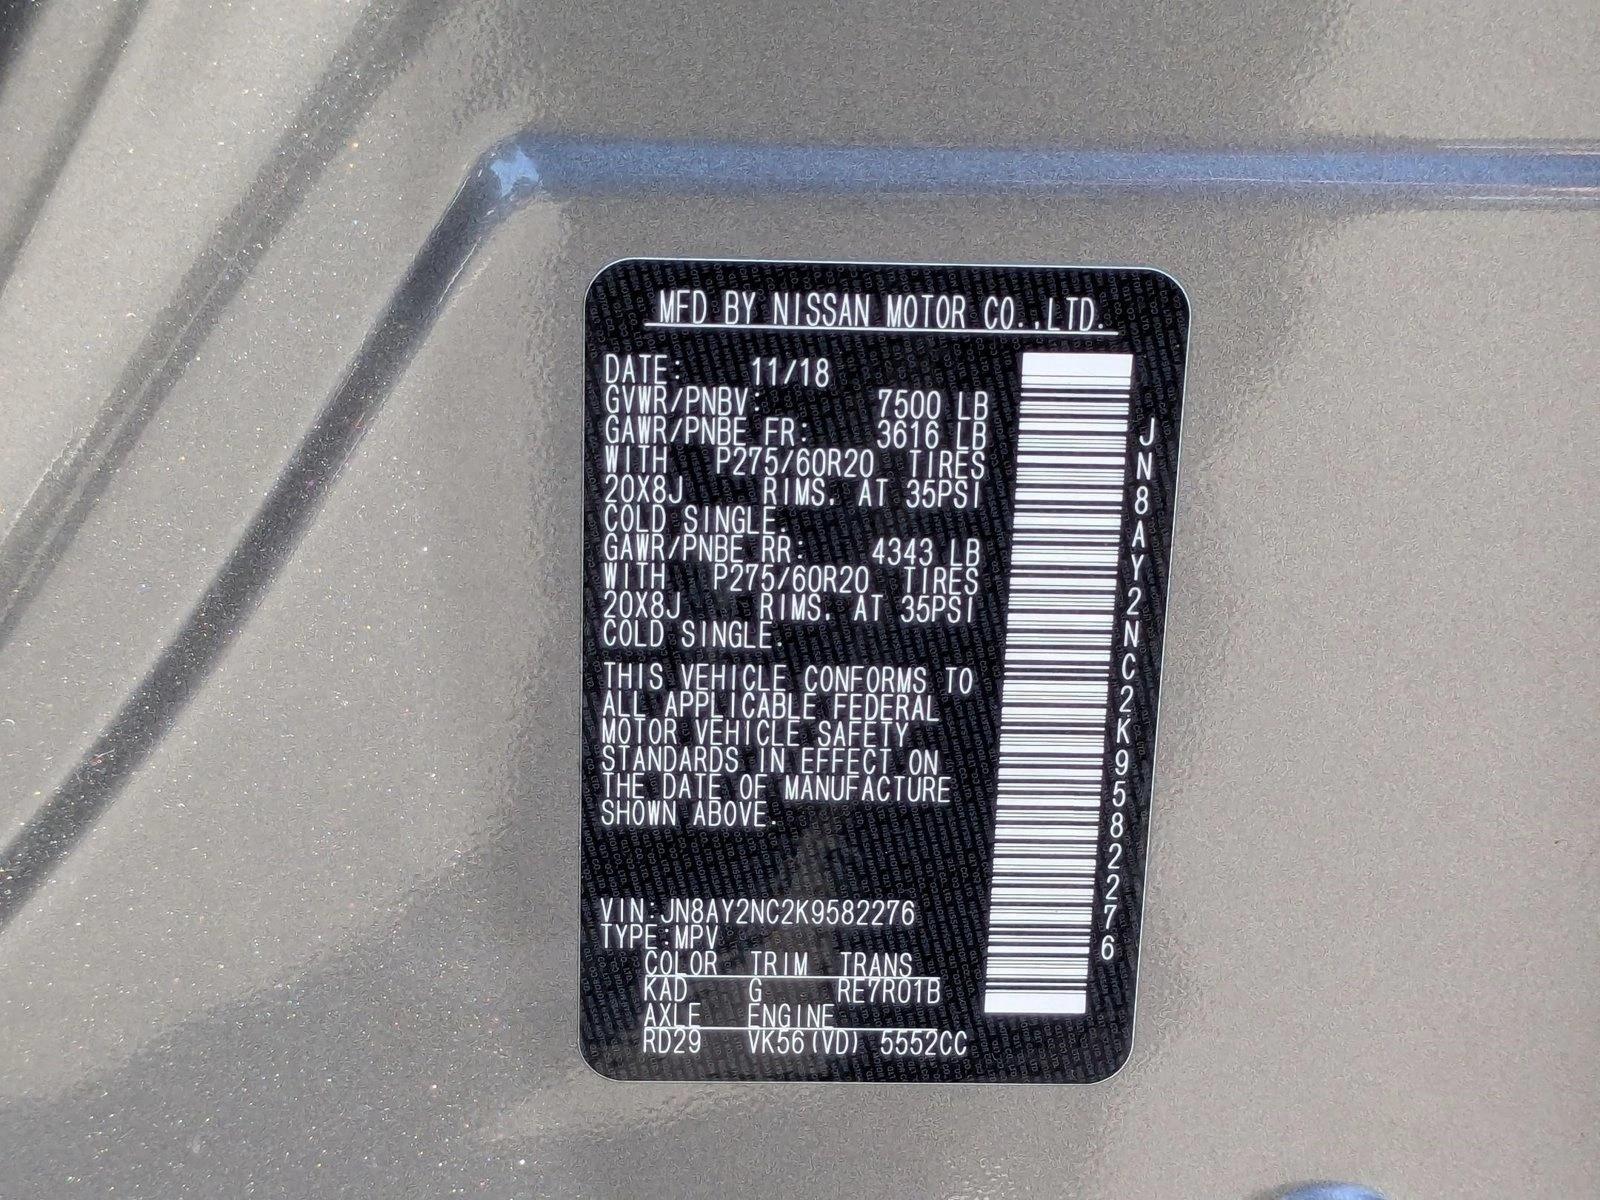 MFD BY NISSAN MOTOR CO.,LTD.
DATE: 11/18
GVWR/PNBV: 7500 LB
GAWR/PNBE FR: 3616 LB
WITH P275/60R20 TIRES
20X8J RIMS. AT 35PSI
COLD SINGLE.
GAWR/PNBE RR: 4343 LB
WITH P275/60R20 TIRES
20X8J RIMS. AT 35PSI
COLD SINGLE.
THIS VEHICLE CONFORMS TO
ALL APPLICABLE FEDERAL
MOTOR VEHICLE SAFETY
STANDARDS IN EFFECT ON
THE DATE OF MANUFACTURE
SHOWN ABOVE.
VIN:JN8AY2NC2K9582276
TYPE:MPV
COLOR TRIM TRANS
KAD G RE7R01B
AXLE ENGINE
RD29 VK56(VD) 5552CC
JN8AY2NC2K9582276